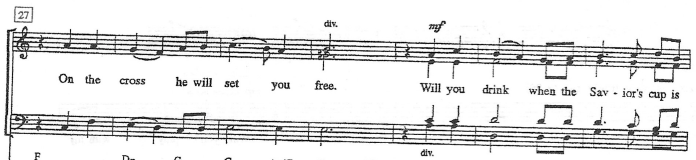 27
div.
mf
On the cross he will set you free. Will you drink when the Sav - ior's cup is
div.